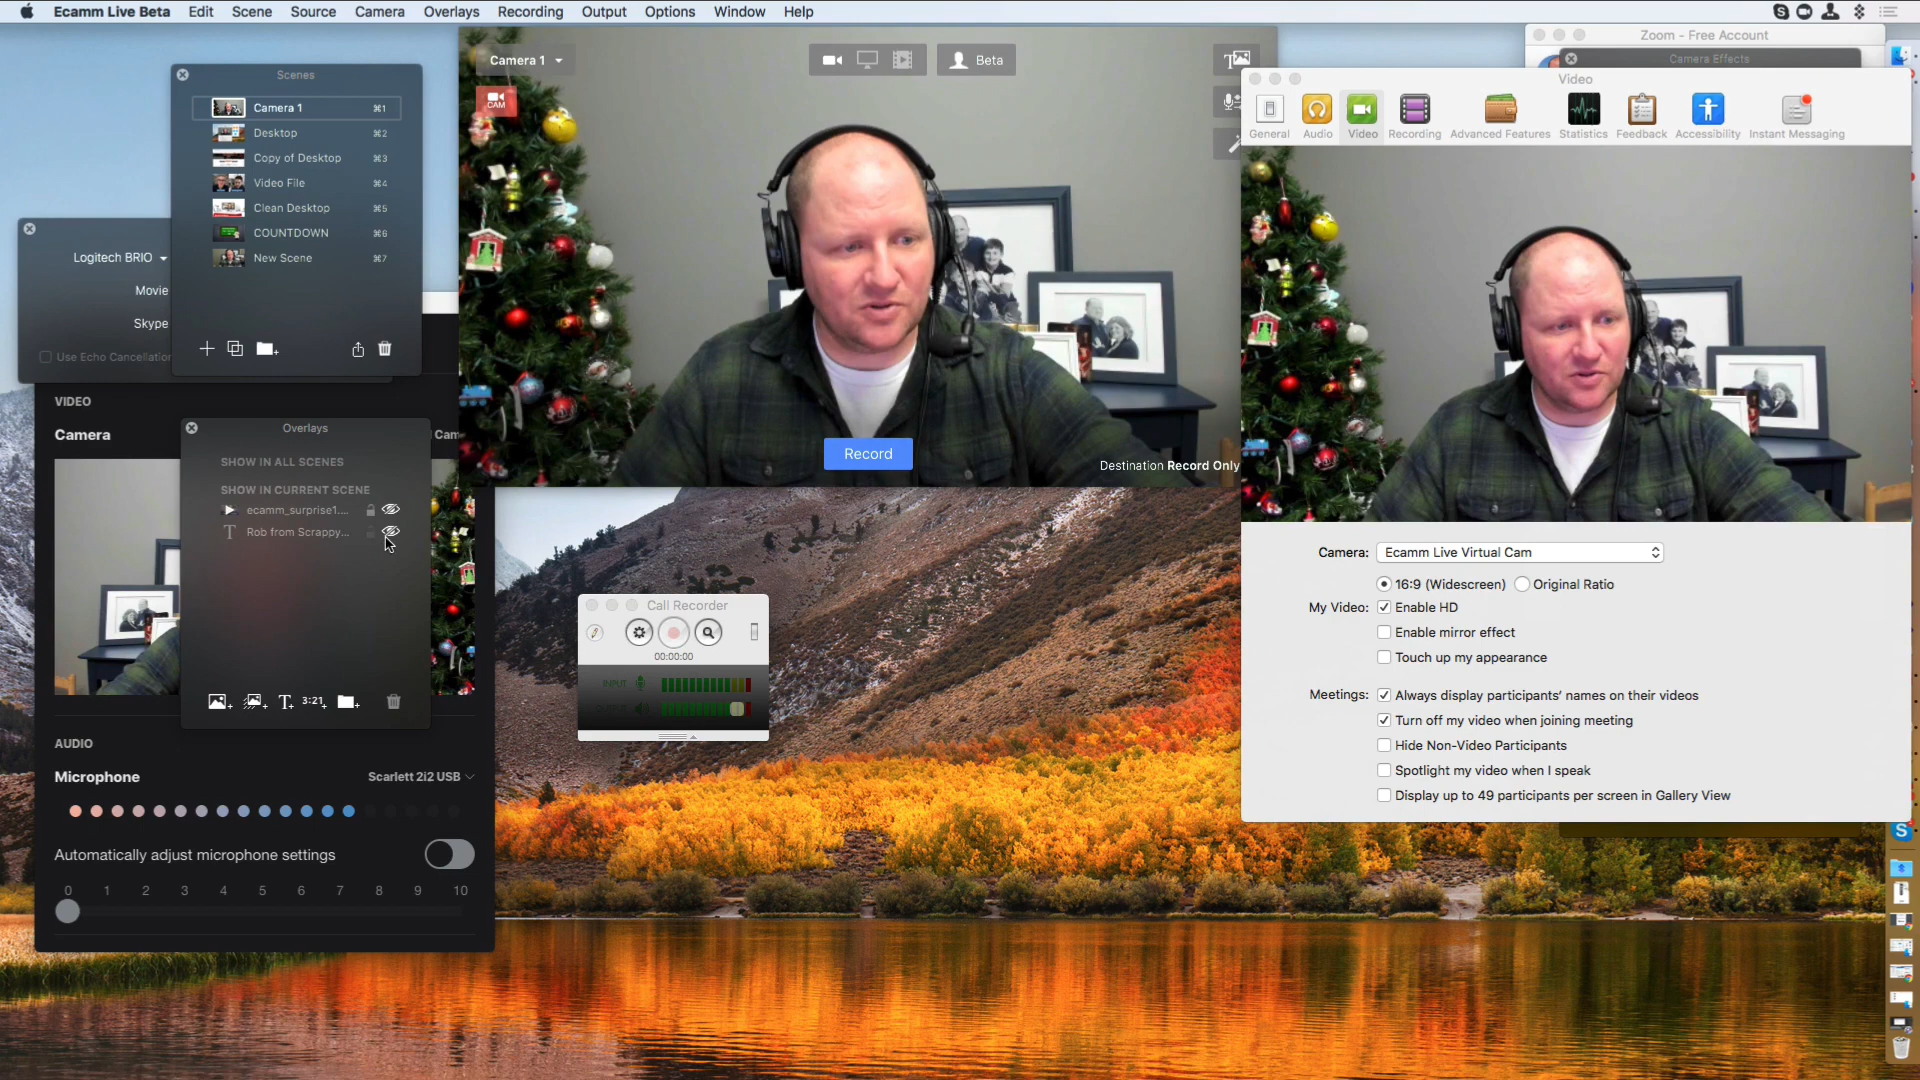 Ecamm Live Beta Edit Scene Source Camera Overlays Recording Output Options Window Help
Scenes
Camera 1 ⌘1
Desktop ⌘2
Copy of Desktop ⌘3
Video File ⌘4
Clean Desktop ⌘5
COUNTDOWN ⌘6
New Scene ⌘7
Logitech BRIO
Movie
Skype
Use Echo Cancellation
VIDEO
Camera
Cam
Overlays
SHOW IN ALL SCENES
SHOW IN CURRENT SCENE
ecamm_surprise1....
Rob from Scrappy...
3:21+
AUDIO
Microphone Scarlett 2i2 USB
Automatically adjust microphone settings
0 1 2 3 4 5 6 7 8 9 10
Camera 1
Beta
CAM
Record
Destination Record Only
Call Recorder
00:00:00
INPUT
OUTPUT
Zoom - Free Account
Camera Effects
Video
General Audio Video Recording Advanced Features Statistics Feedback Accessibility Instant Messaging
Camera: Ecamm Live Virtual Cam
16:9 (Widescreen) Original Ratio
My Video: Enable HD
Enable mirror effect
Touch up my appearance
Meetings: Always display participants' names on their videos
Turn off my video when joining meeting
Hide Non-Video Participants
Spotlight my video when I speak
Display up to 49 participants per screen in Gallery View